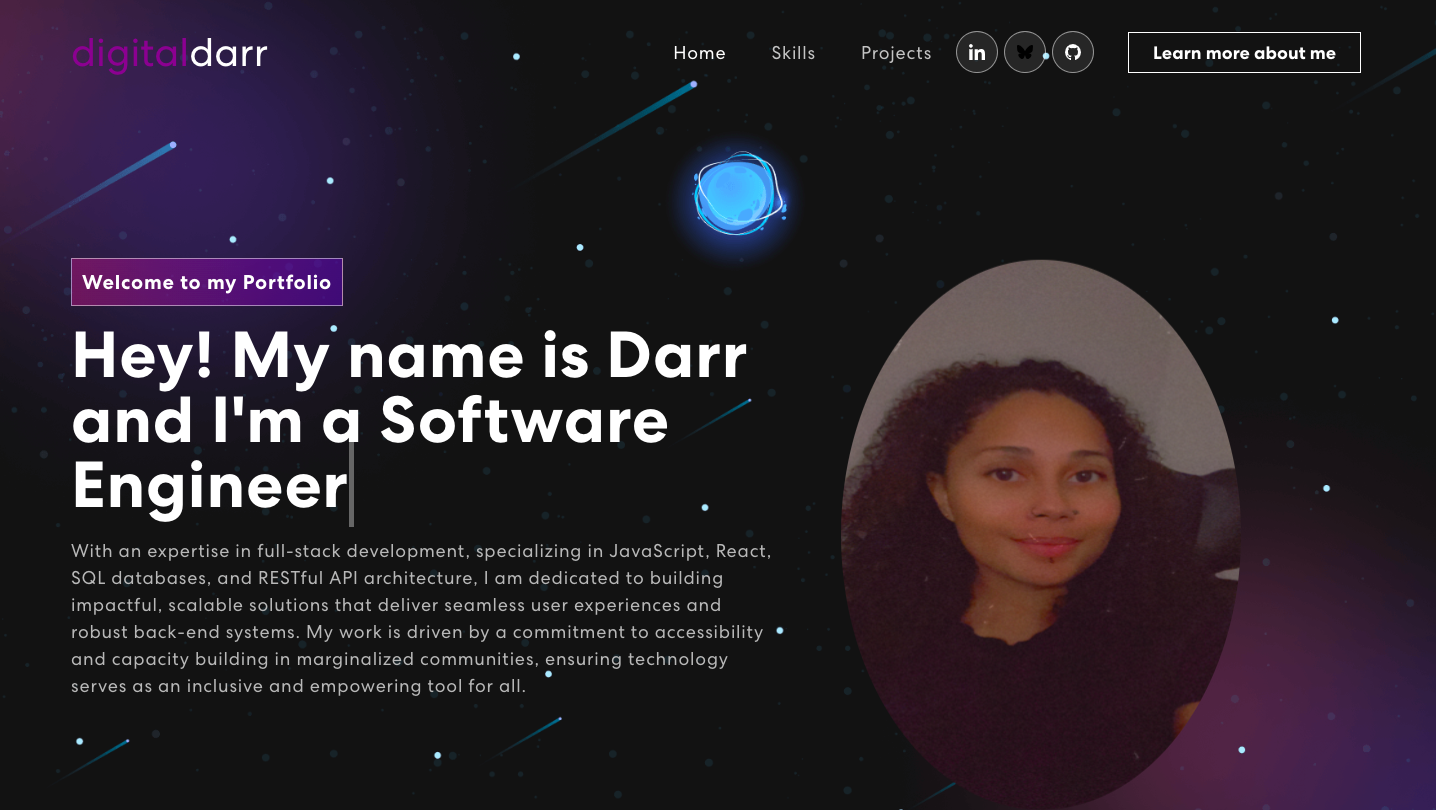 digitaldarr
Home
Skills
Projects
in
Learn more about me
Welcome to my Portfolio
Hey! My name is Darr
and I'm a Software
Engineer
With an expertise in full-stack development, specializing in JavaScript, React,
SQL databases, and RESTful API architecture, I am dedicated to building
impactful, scalable solutions that deliver seamless user experiences and
robust back-end systems. My work is driven by a commitment to accessibility
and capacity building in marginalized communities, ensuring technology
serves as an inclusive and empowering tool for all.